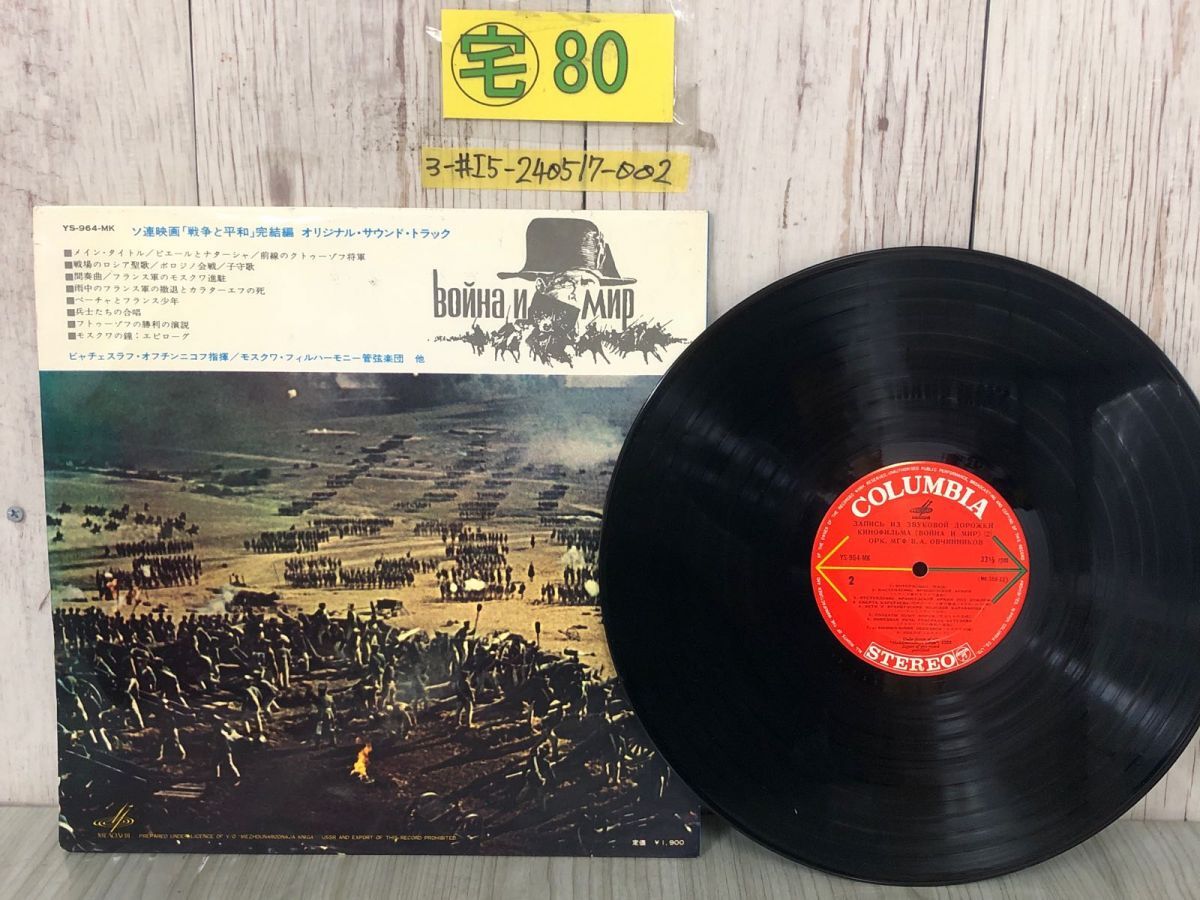 宅 80
3-#I5-240517-002
YS-964-MK
ソ連映画「戦争と平和」完結編 オリジナル・サウンド・トラック
■メイン・タイトル/ピエールとナターシャ/前線のクトゥーゾフ将軍
■戦場のロシア聖歌/ボロジノ会戦/子守歌
■間奏曲/フランス軍のモスクワ進駐
■雨中のフランス軍の撤退とカラターエフの死
■ペーチャとフランス少年
■兵士たちの合唱
■クトゥーゾフの勝利の演説
■モスクワの鐘:エピローグ
ビャチェスラフ・オフチンニコフ指揮/モスクワ・フィルハーモニー管弦楽団 他
война и мир
PREPARED UNDER LICENCE OF V/O "MEZHDUNARODNAJA KNIGA" USSR AND EXPORT OF THIS RECORD PROHIBITED
定価 ¥1,900
COLUMBIA
ЗАПИСЬ ИЗ ЗВУКОВОЙ ДОРОЖКИ
КИНОФИЛЬМА (ВОЙНА И МИР) (2)
ОРК. МГФ В.А. ОВЧИННИКОВ
YS-964-MK
33⅓ rpm
2
STEREO